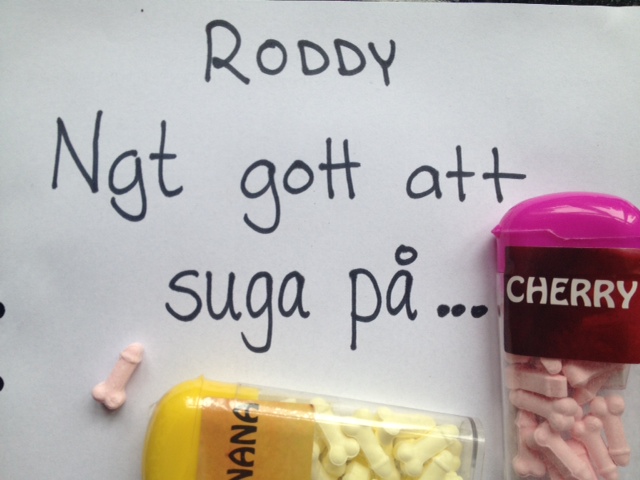 RODDY
Ngt gott att
suga på...
CHERRY
NANA